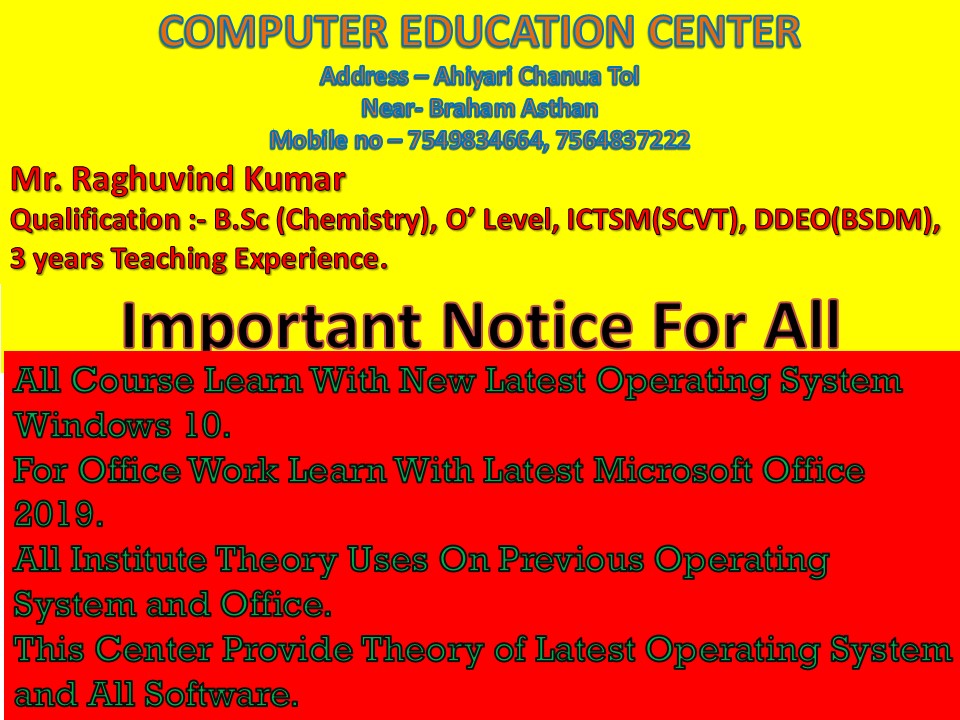 COMPUTER EDUCATION CENTER
Address – Ahiyari Chanua Tol
Near- Braham Asthan
Mobile no – 7549834664, 7564837222
Mr. Raghuvind Kumar
Qualification :- B.Sc (Chemistry), O’ Level, ICTSM(SCVT), DDEO(BSDM),
3 years Teaching Experience.
Important Notice For All
All Course Learn With New Latest Operating System
Windows 10.
For Office Work Learn With Latest Microsoft Office
2019.
All Institute Theory Uses On Previous Operating
System and Office.
This Center Provide Theory of Latest Operating System
and All Software.